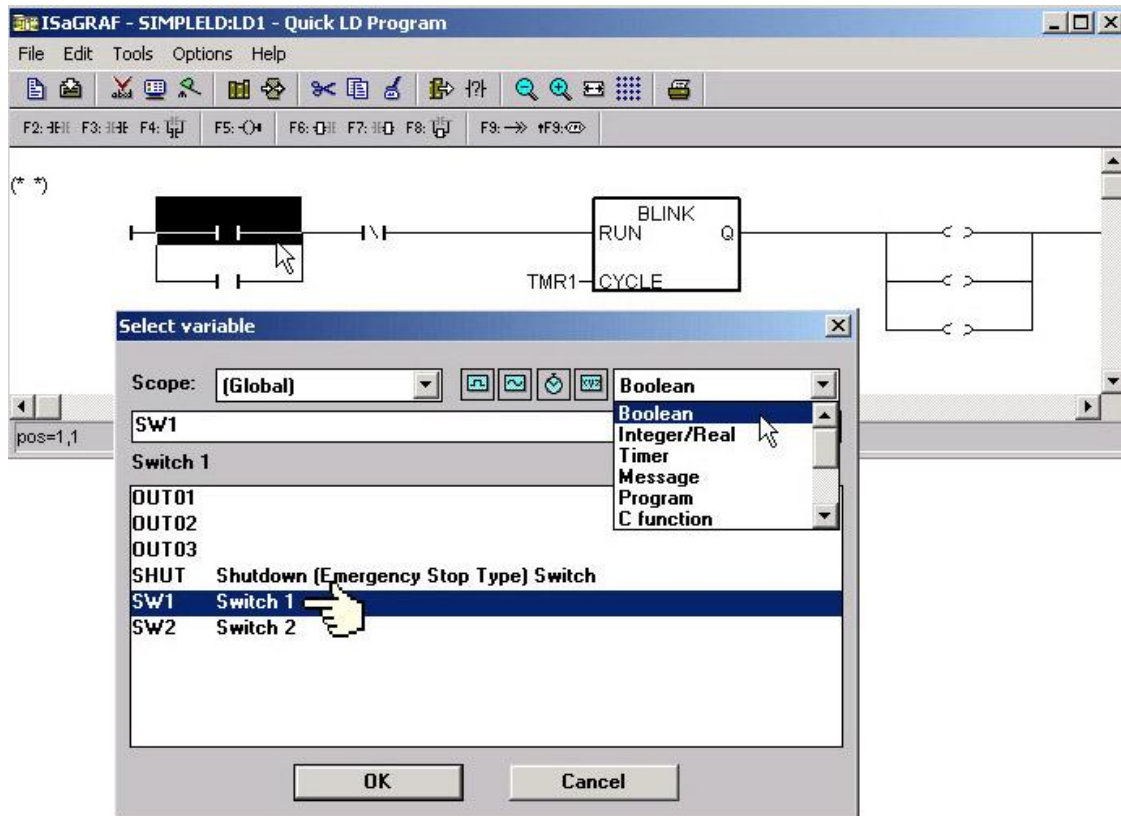 ISaGRAF - SIMPLELD:LD1 - Quick LD Program
File Edit Tools Options Help
F2: F3: F4: F5: F6: F7: F8: F9: F9:
(* *)
BLINK
RUN Q
TMR1 CYCLE
Select variable
Scope: (Global) Boolean
Boolean
Integer/Real
Timer
Message
Program
C function
pos=1,1
SW1
Switch 1
OUT01
OUT02
OUT03
SHUT Shutdown (Emergency Stop Type) Switch
SW1 Switch 1
SW2 Switch 2
OK Cancel